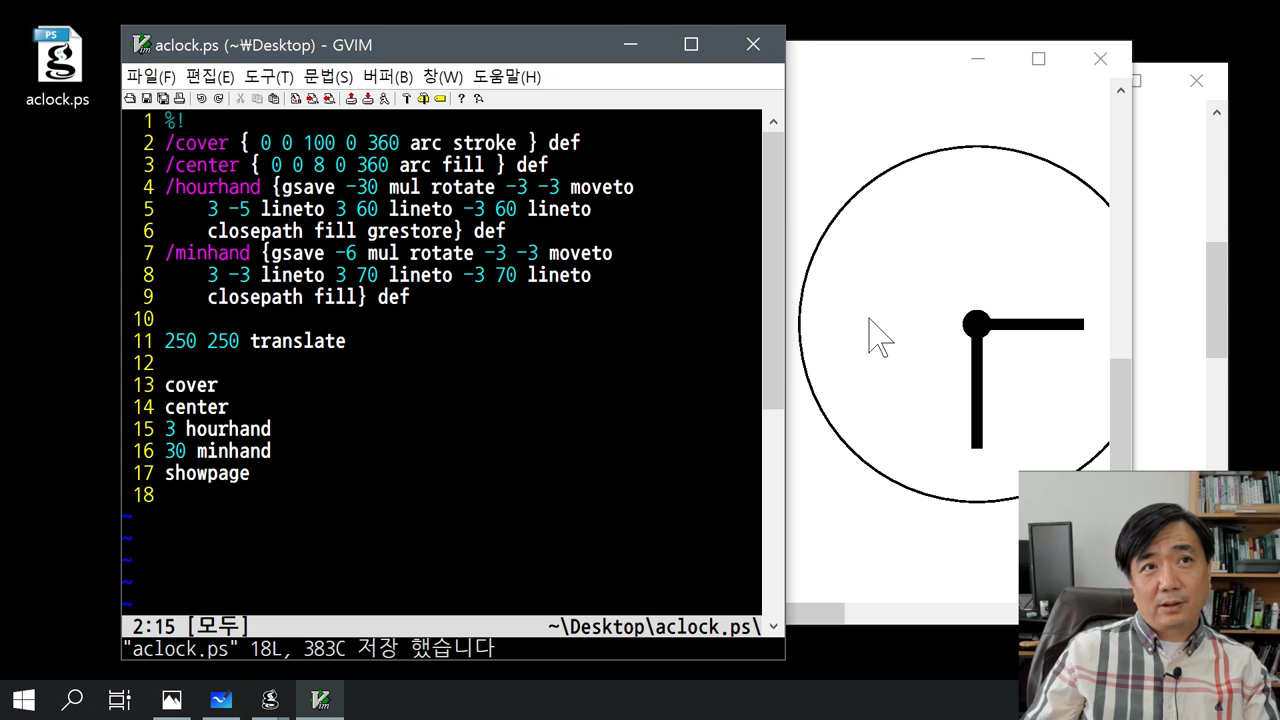 PS
aclock.ps
aclock.ps (~₩Desktop) - GVIM
파일(F) 편집(E) 도구(T) 문법(S) 버퍼(B) 창(W) 도움말(H)
1 %!
2 /cover { 0 0 100 0 360 arc stroke } def
3 /center { 0 0 8 0 360 arc fill } def
4 /hourhand {gsave -30 mul rotate -3 -3 moveto
5 3 -5 lineto 3 60 lineto -3 60 lineto
6 closepath fill grestore} def
7 /minhand {gsave -6 mul rotate -3 -3 moveto
8 3 -3 lineto 3 70 lineto -3 70 lineto
9 closepath fill} def
10
11 250 250 translate
12
13 cover
14 center
15 3 hourhand
16 30 minhand
17 showpage
18
~
~
~
~
~
2:15 [모두] ~\Desktop\aclock.ps\
"aclock.ps" 18L, 383C 저장 했습니다